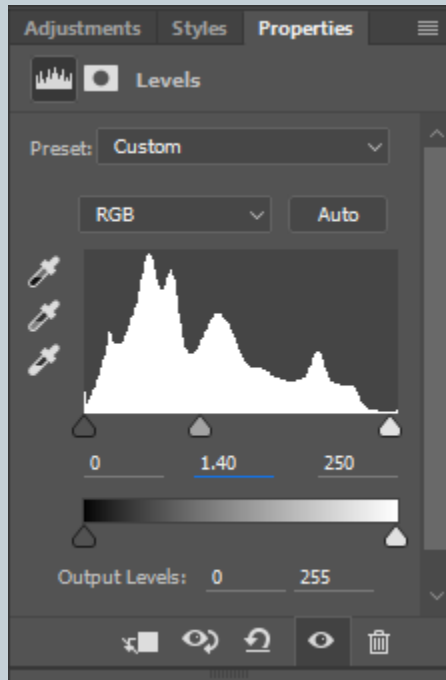 Adjustments Styles Properties
Levels
Preset: Custom
RGB Auto
0 1.40 250
Output Levels: 0 255